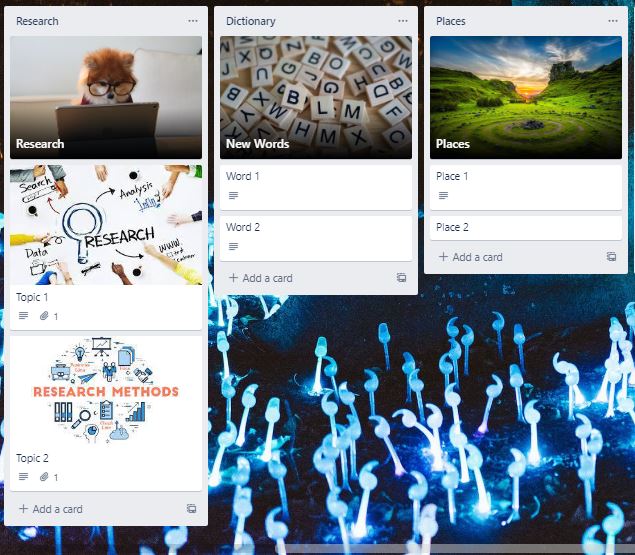 Research
Research
Search
Analysis
RESEARCH
Data
WWW.
Topic 1
1
RESEARCH METHODS
Topic 2
1
+ Add a card
Dictionary
BLM
New Words
Word 1
Word 2
+ Add a card
Places
Places
Place 1
Place 2
+ Add a card